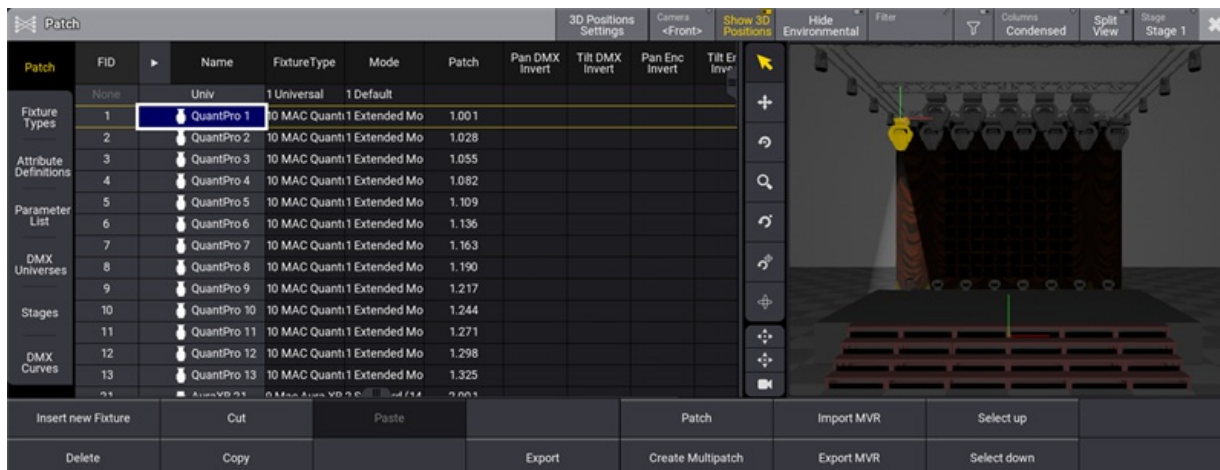 Patch
3D Positions Settings
Camera <Front>
Show 3D Positions
Hide Environmental
Filter
Columns Condensed
Split View
Stage Stage 1
Patch
Fixture Types
Attribute Definitions
Parameter List
DMX Universes
Stages
DMX Curves
FID Name FixtureType Mode Patch Pan DMX Invert Tilt DMX Invert Pan Enc Invert Tilt
None Univ 1 Universal 1 Default
1 QuantPro 1 10 MAC Quant 1 Extended Mo 1.001
2 QuantPro 2 10 MAC Quant 1 Extended Mo 1.028
3 QuantPro 3 10 MAC Quant 1 Extended Mo 1.055
4 QuantPro 4 10 MAC Quant 1 Extended Mo 1.082
5 QuantPro 5 10 MAC Quant 1 Extended Mo 1.109
6 QuantPro 6 10 MAC Quant 1 Extended Mo 1.136
7 QuantPro 7 10 MAC Quant 1 Extended Mo 1.163
8 QuantPro 8 10 MAC Quant 1 Extended Mo 1.190
9 QuantPro 9 10 MAC Quant 1 Extended Mo 1.217
10 QuantPro 10 10 MAC Quant 1 Extended Mo 1.244
11 QuantPro 11 10 MAC Quant 1 Extended Mo 1.271
12 QuantPro 12 10 MAC Quant 1 Extended Mo 1.298
13 QuantPro 13 10 MAC Quant 1 Extended Mo 1.325
Insert new Fixture Cut Paste Patch Import MVR Select up
Delete Copy Export Create Multipatch Export MVR Select down